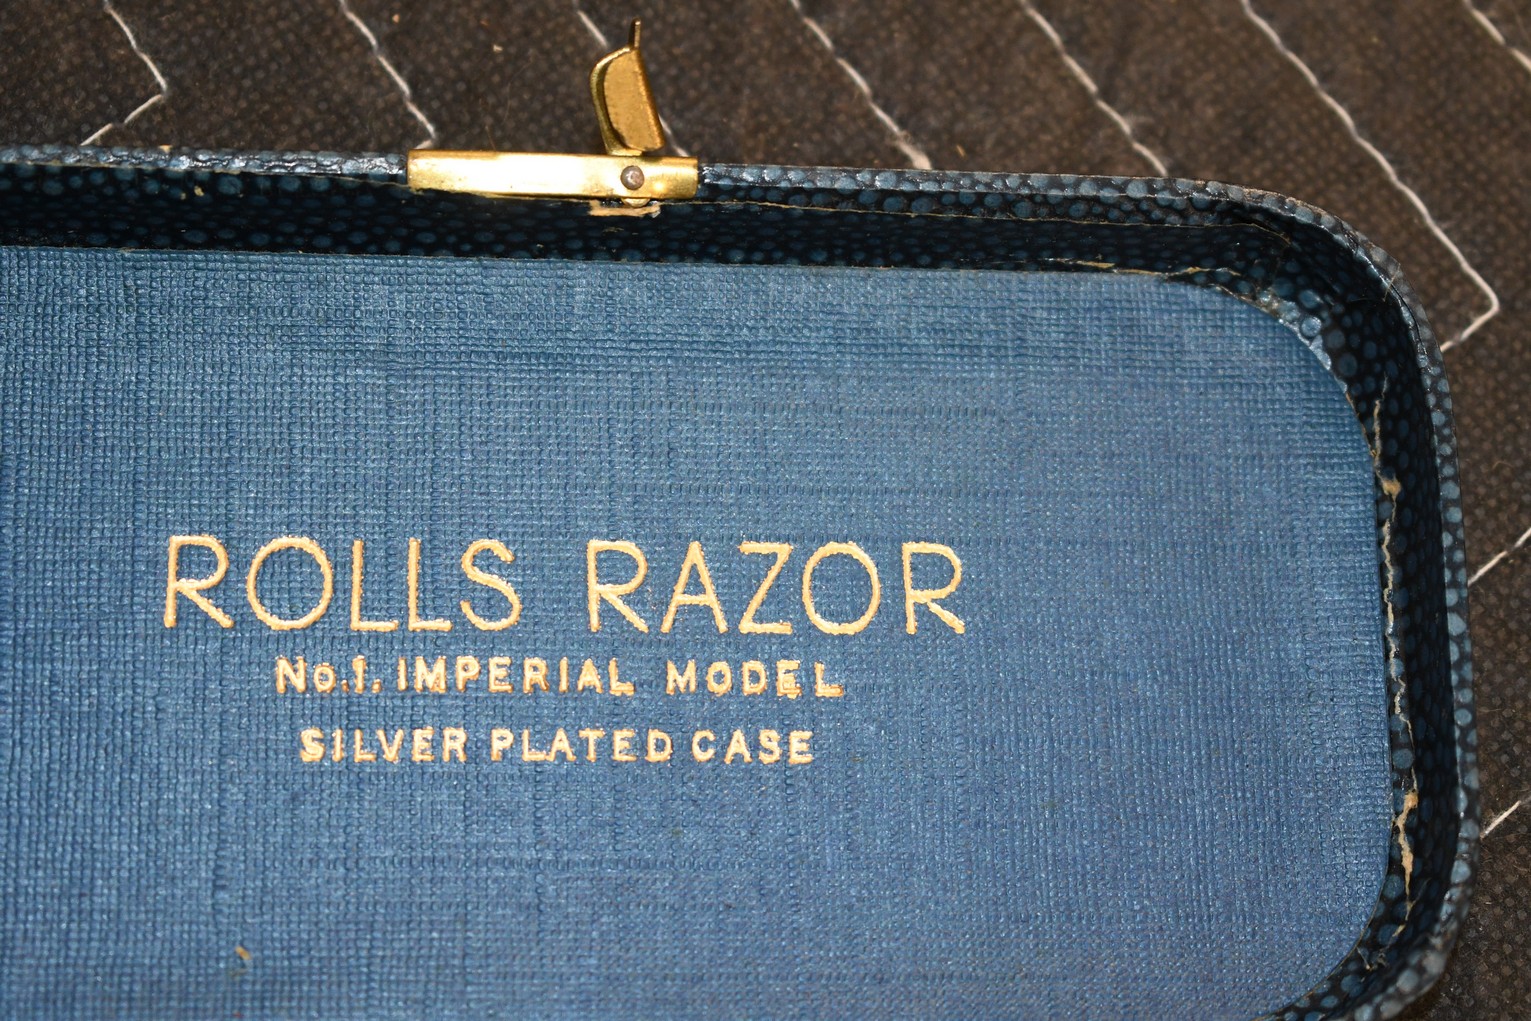 ROLLS RAZOR
No.1. IMPERIAL MODEL
SILVER PLATED CASE